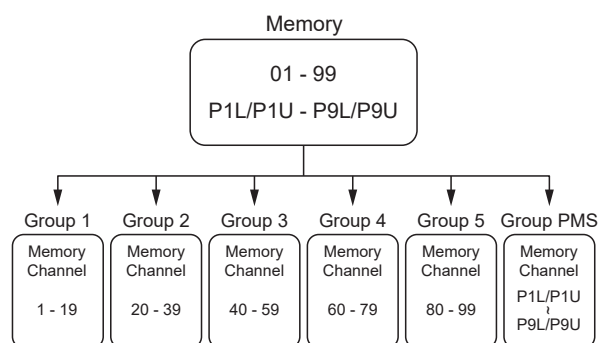 Memory
01 - 99
P1L/P1U - P9L/P9U
Group 1
Memory
Channel
1 - 19
Group 2
Memory
Channel
20 - 39
Group 3
Memory
Channel
40 - 59
Group 4
Memory
Channel
60 - 79
Group 5
Memory
Channel
80 - 99
Group PMS
Memory
Channel
P1L/P1U
~
P9L/P9U